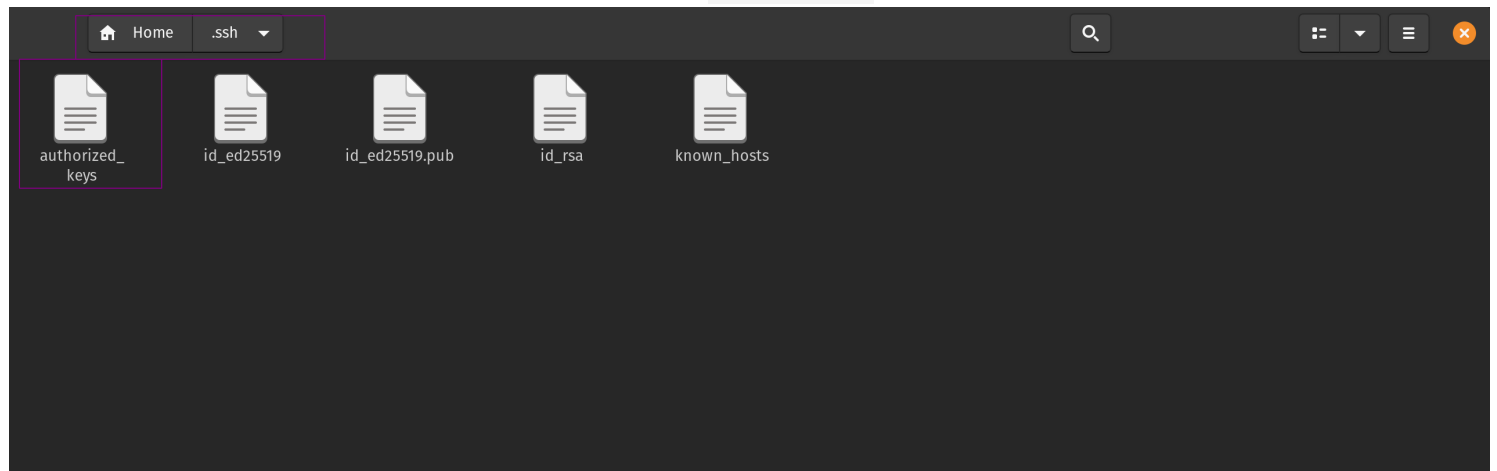 Home .ssh
authorized_
keys
id_ed25519
id_ed25519.pub
id_rsa
known_hosts